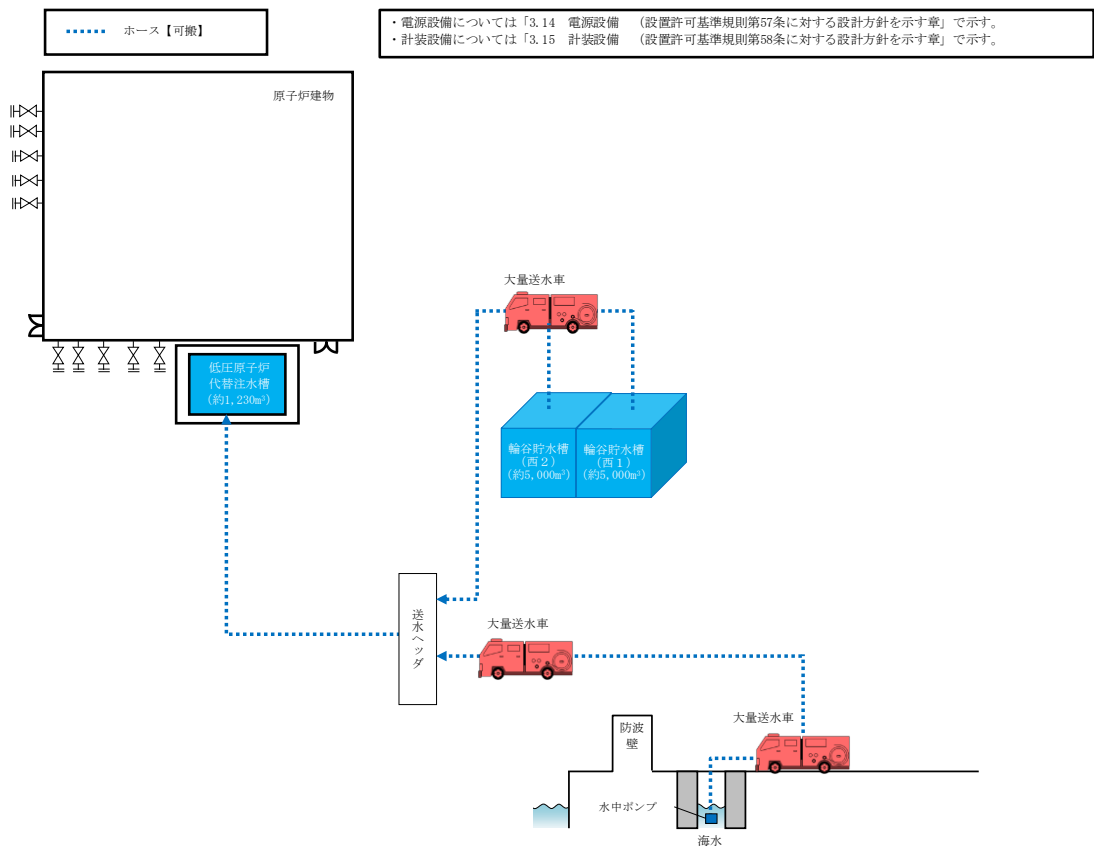 ホース【可搬】
・電源設備については「3.14　電源設備　（設置許可基準規則第57条に対する設計方針を示す章」で示す。
・計装設備については「3.15　計装設備　（設置許可基準規則第58条に対する設計方針を示す章」で示す。
原子炉建物
大量送水車
低圧原子炉
代替注水槽
(約1,230m³)
輪谷貯水槽
(西２)
(約5,000m³)
輪谷貯水槽
(西１)
(約5,000m³)
送水ヘッダ
大量送水車
大量送水車
防波
壁
水中ポンプ
海水